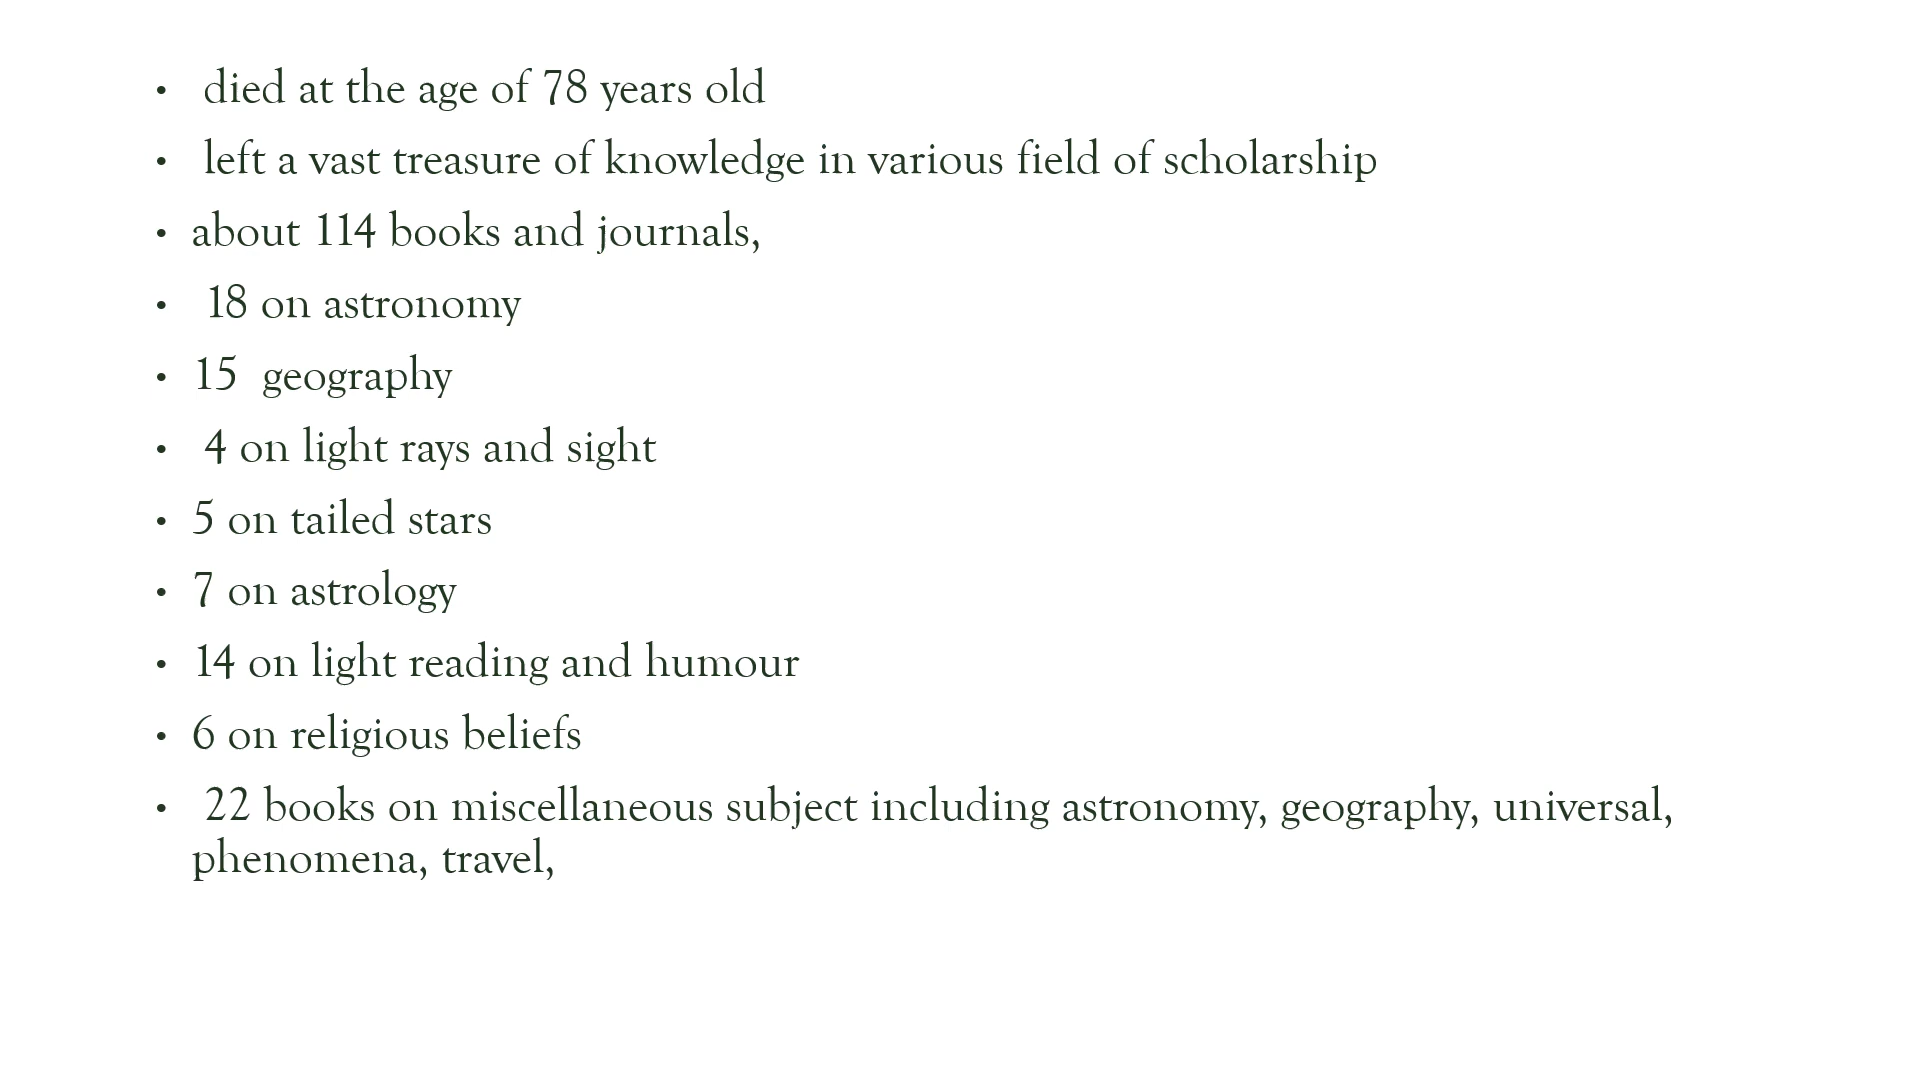 • died at the age of 78 years old
• left a vast treasure of knowledge in various field of scholarship
• about 114 books and journals,
• 18 on astronomy
• 15 geography
• 4 on light rays and sight
• 5 on tailed stars
• 7 on astrology
• 14 on light reading and humour
• 6 on religious beliefs
• 22 books on miscellaneous subject including astronomy, geography, universal,
phenomena, travel,